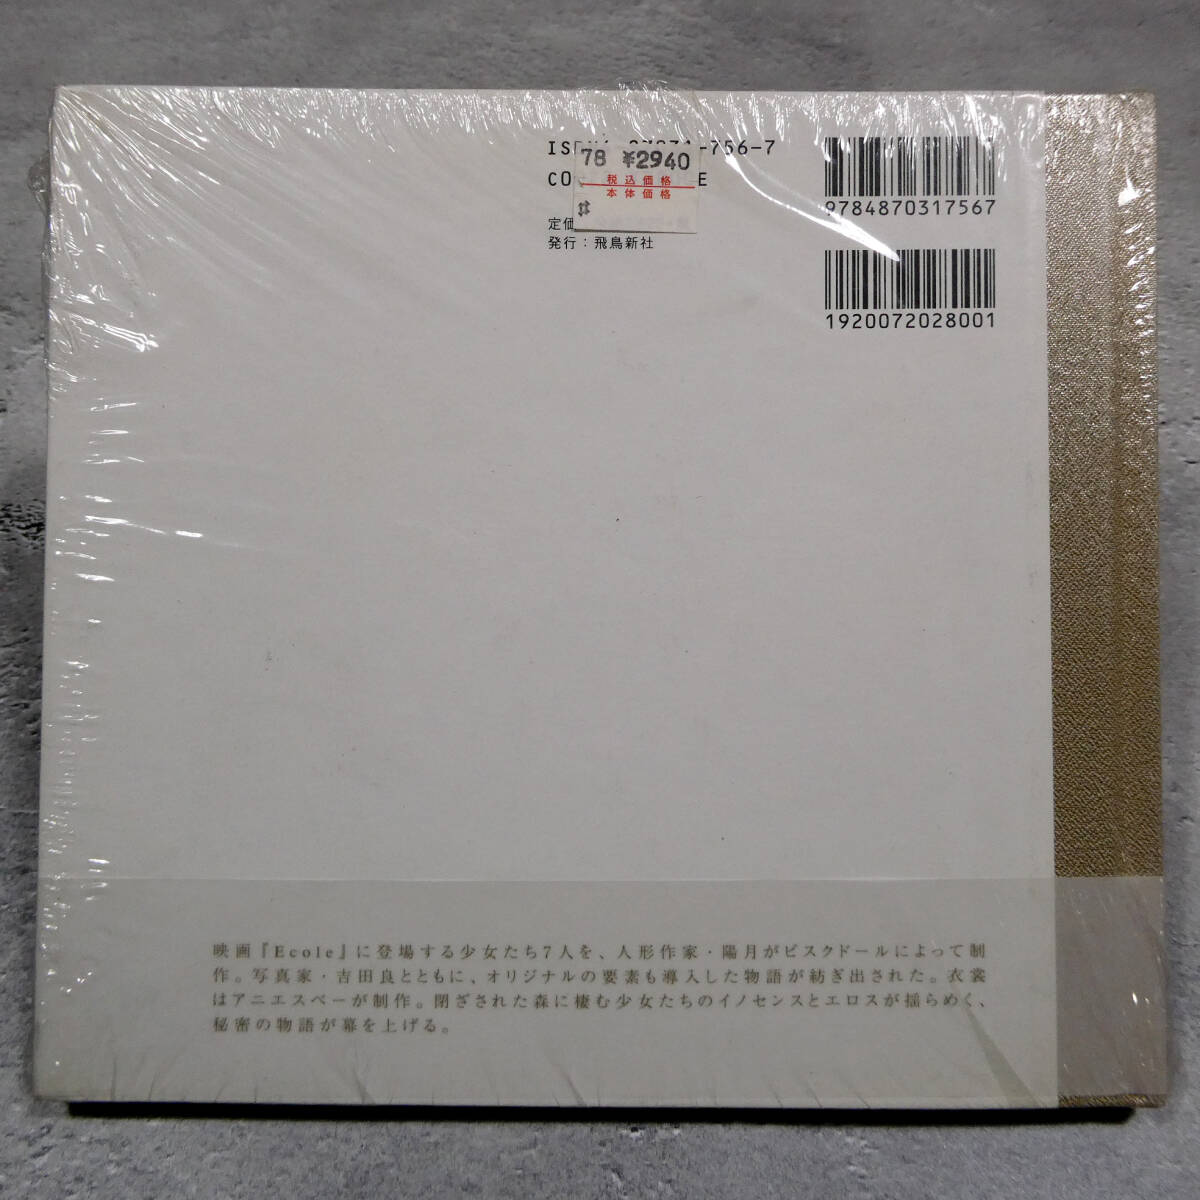 -756-7
78 ¥2940
税込価格
本体価格
#
CO
E
定価
発行：飛鳥新社
9784870317567
1920072028001
映画『Ecole』に登場する少女たち7人を、人形作家・陽月がビスクドールによって制
作。写真家・吉田良とともに、オリジナルの要素も導入した物語が紡ぎ出された。衣裳
はアニエスベーが制作。閉ざされた森に棲む少女たちのイノセンスとエロスが揺らめく、
秘密の物語が幕を上げる。